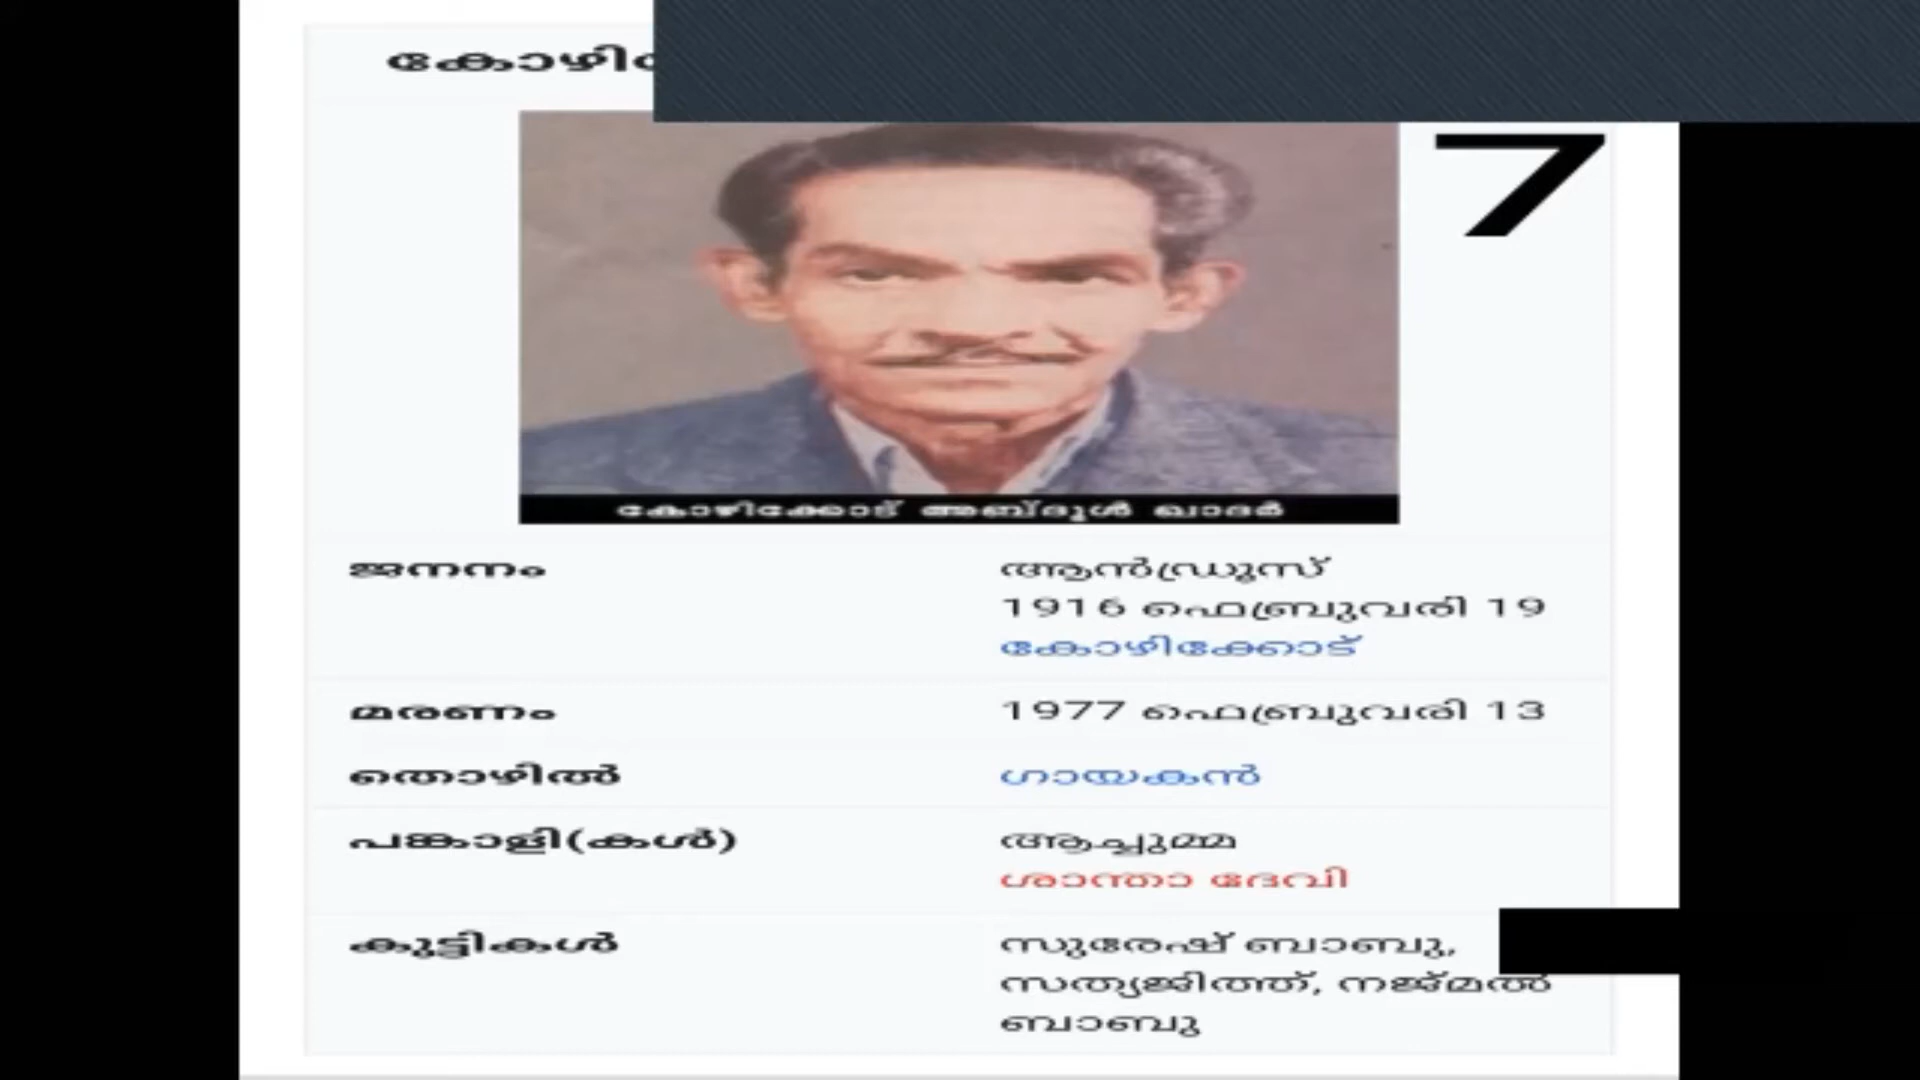 7
കോഴിക്കോട് അബ്ദുൾ ഖാദർ
ജനനം ആൻഡ്രൂസ്
1916 ഫെബ്രുവരി 19
കോഴിക്കോട്
മരണം 1977 ഫെബ്രുവരി 13
തൊഴിൽ ഗായകൻ
പങ്കാളി(കൾ) ആച്ചുമ്മ
ശാന്താ ദേവി
കുട്ടികൾ സുരേഷ് ബാബു,
സത്യജിത്ത്, നജ്മൽ
ബാബു